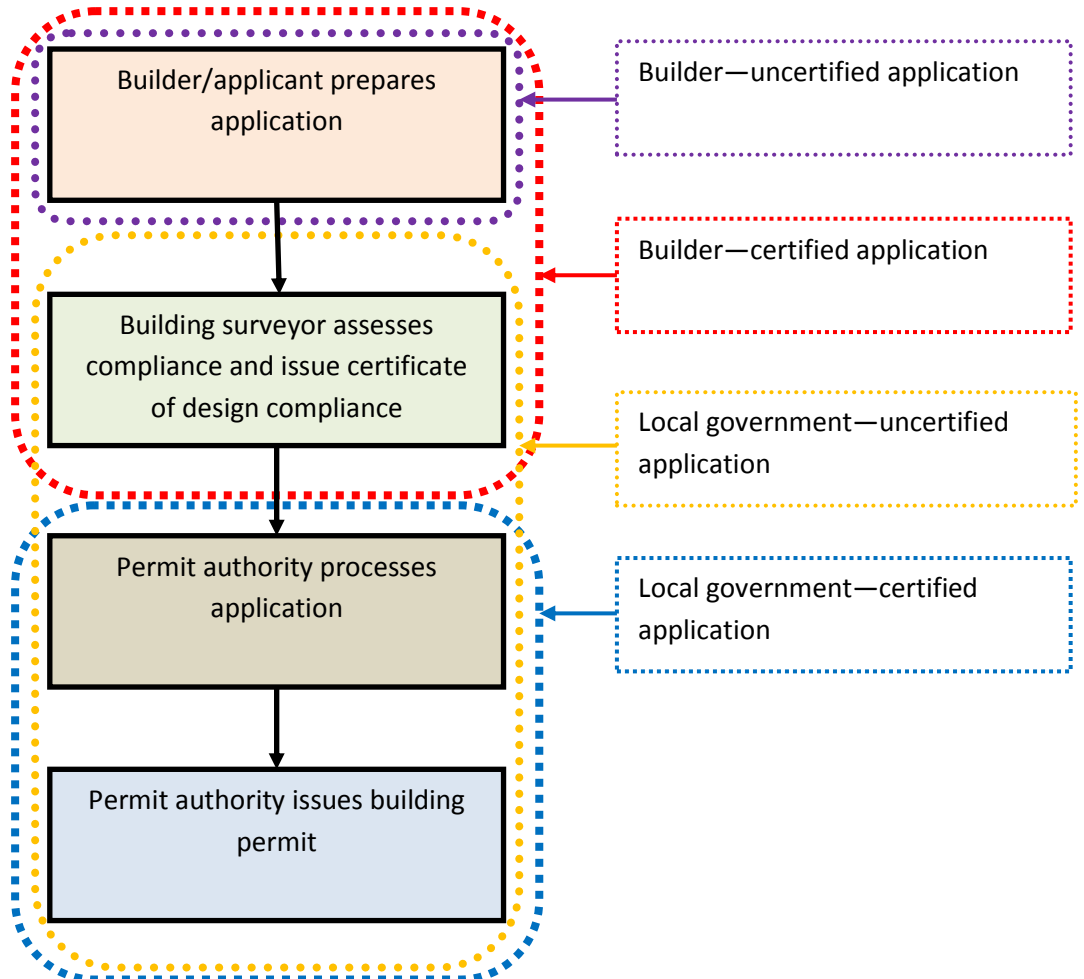 Builder/applicant prepares
application
Builder—uncertified application
Builder—certified application
Building surveyor assesses
compliance and issue certificate
of design compliance
Local government—uncertified
application
Permit authority processes
application
Local government—certified
application
Permit authority issues building
permit